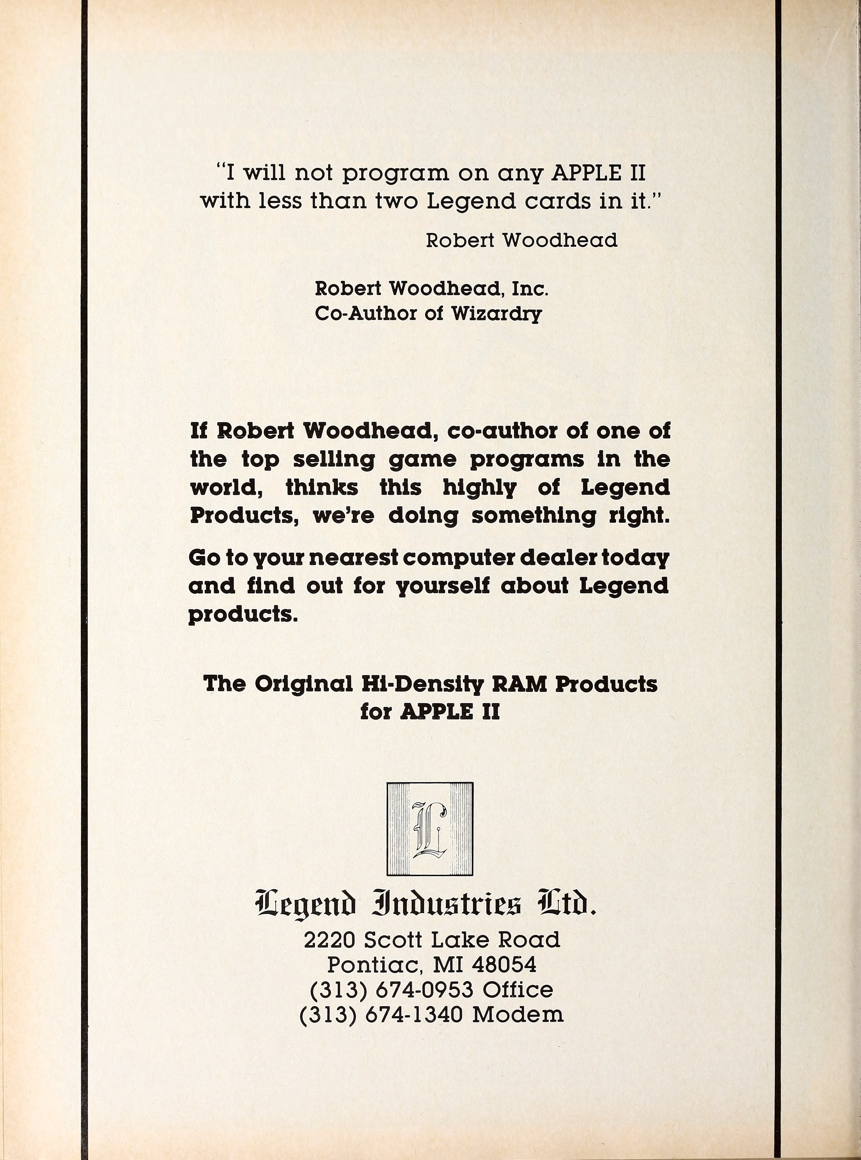 “I will not program on any APPLE II
with less than two Legend cards in it.”
Robert Woodhead
Robert Woodhead, Inc.
Co-Author of Wizardry
If Robert Woodhead, co-author of one of
the top selling game programs in the
world, thinks this highly of Legend
Products, we're doing something right.
Go to your nearest computer dealer today
and find out for yourself about Legend
products.
The Original Hi-Density RAM Products
for APPLE II
L
Legend Industries Ltd.
2220 Scott Lake Road
Pontiac, MI 48054
(313) 674-0953 Office
(313) 674-1340 Modem